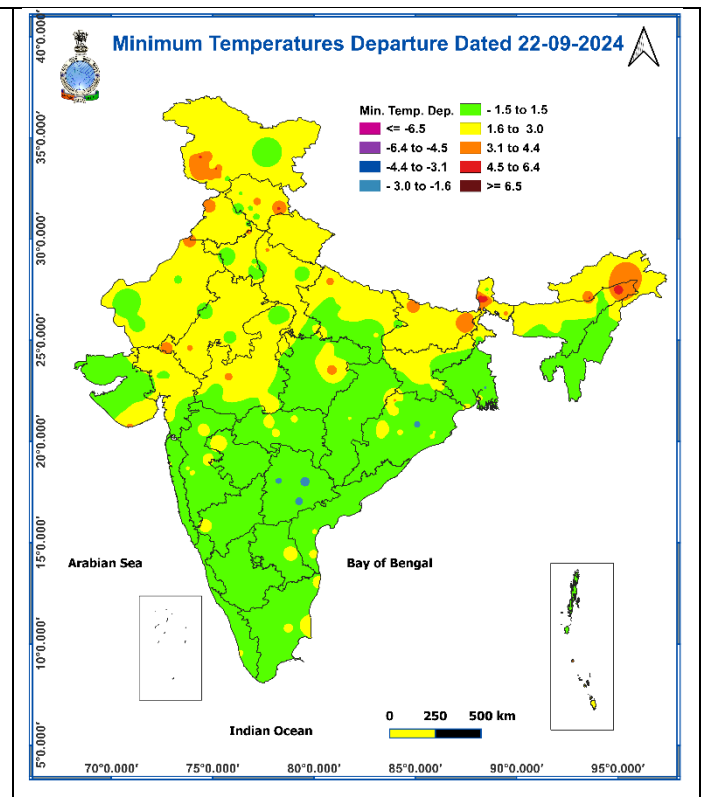 Minimum Temperatures Departure Dated 22-09-2024
Min. Temp. Dep.
<= -6.5
-6.4 to -4.5
-4.4 to -3.1
- 3.0 to -1.6
- 1.5 to 1.5
1.6 to 3.0
3.1 to 4.4
4.5 to 6.4
>= 6.5
40°0.000'
35°0.000'
30°0.000'
25°0.000'
20°0.000'
15°0.000'
10°0.000'
5°0.000'
Arabian Sea
Bay of Bengal
Indian Ocean
0 250 500 km
70°0.000' 75°0.000' 80°0.000' 85°0.000' 90°0.000' 95°0.000'